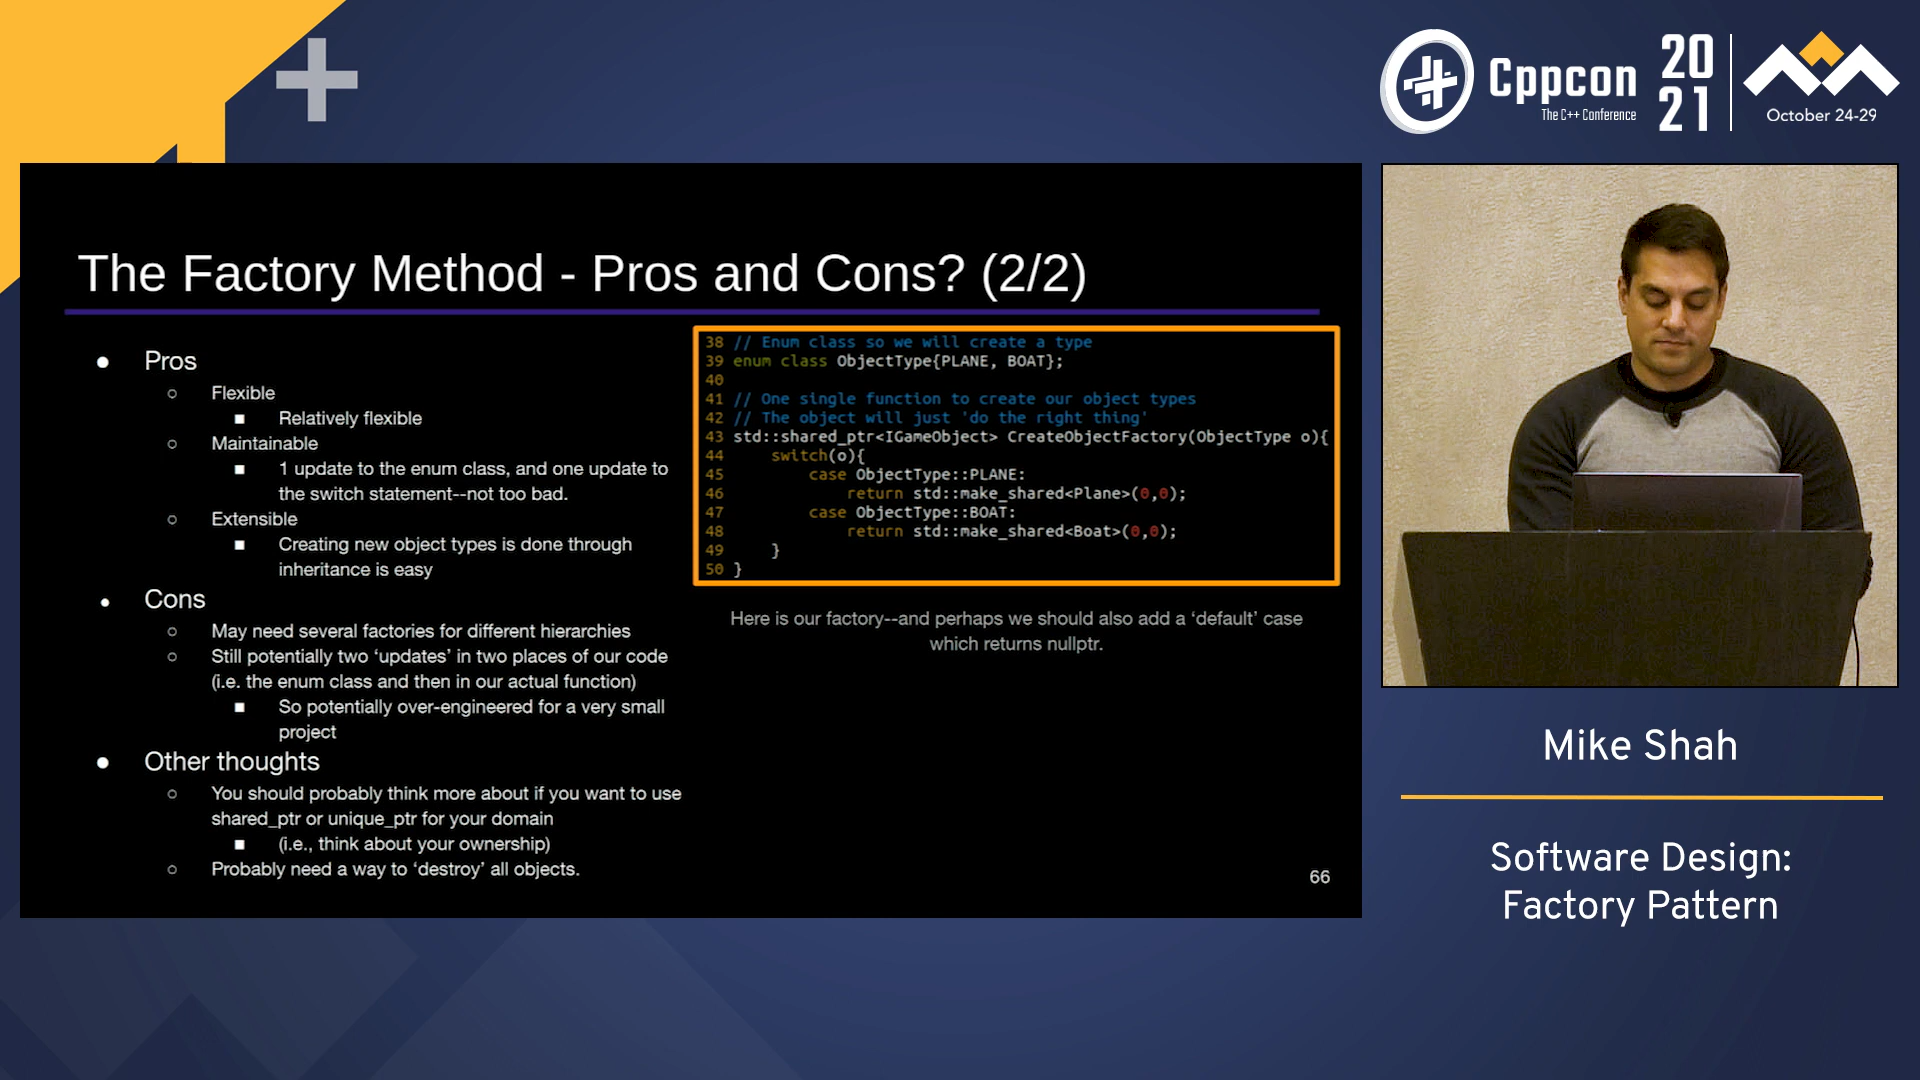 Cppcon
The C++ Conference
20
21
October 24-29
The Factory Method - Pros and Cons? (2/2)
● Pros
○ Flexible
■ Relatively flexible
○ Maintainable
■ 1 update to the enum class, and one update to
the switch statement--not too bad.
○ Extensible
■ Creating new object types is done through
inheritance is easy
● Cons
○ May need several factories for different hierarchies
○ Still potentially two ‘updates’ in two places of our code
(i.e. the enum class and then in our actual function)
■ So potentially over-engineered for a very small
project
● Other thoughts
○ You should probably think more about if you want to use
shared_ptr or unique_ptr for your domain
■ (i.e., think about your ownership)
○ Probably need a way to ‘destroy’ all objects.
38 // Enum class so we will create a type
39 enum class ObjectType{PLANE, BOAT};
40
41 // One single function to create our object types
42 // The object will just 'do the right thing'
43 std::shared_ptr<IGameObject> CreateObjectFactory(ObjectType o){
44     switch(o){
45         case ObjectType::PLANE:
46             return std::make_shared<Plane>(0,0);
47         case ObjectType::BOAT:
48             return std::make_shared<Boat>(0,0);
49     }
50 }
Here is our factory--and perhaps we should also add a ‘default’ case
which returns nullptr.
66
Mike Shah
Software Design:
Factory Pattern